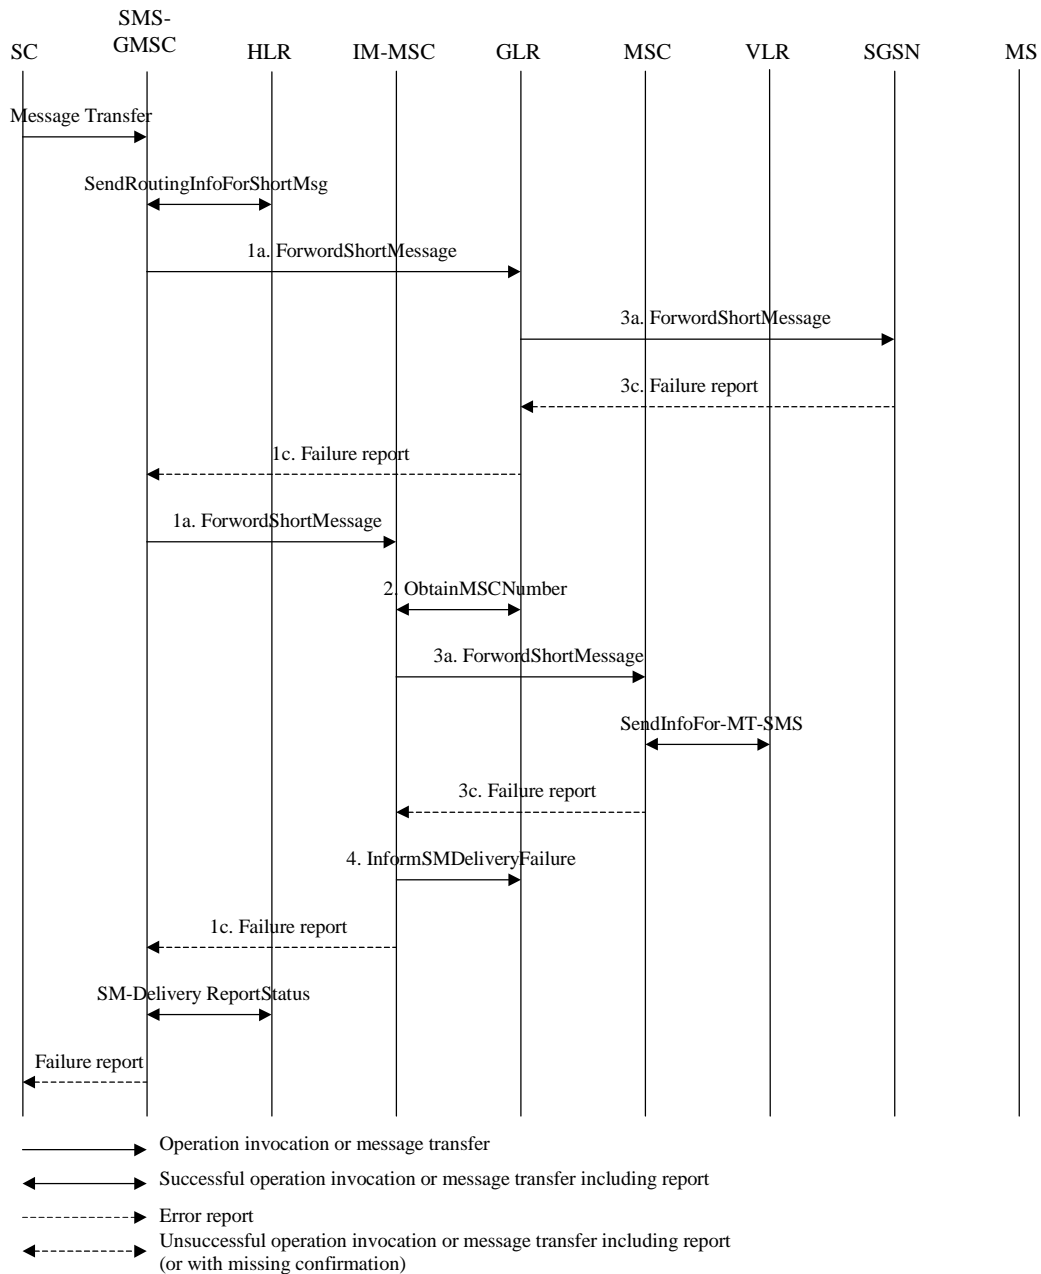 SMS-
GMSC
SC
HLR
IM-MSC
GLR
MSC
VLR
SGSN
MS
Message Transfer
SendRoutingInfoForShortMsg
1a. ForwordShortMessage
3a. ForwordShortMessage
3c. Failure report
1c. Failure report
1a. ForwordShortMessage
2. ObtainMSCNumber
3a. ForwordShortMessage
SendInfoFor-MT-SMS
3c. Failure report
4. InformSMDeliveryFailure
1c. Failure report
SM-Delivery ReportStatus
Failure report
Operation invocation or message transfer
Successful operation invocation or message transfer including report
Error report
Unsuccessful operation invocation or message transfer including report
(or with missing confirmation)